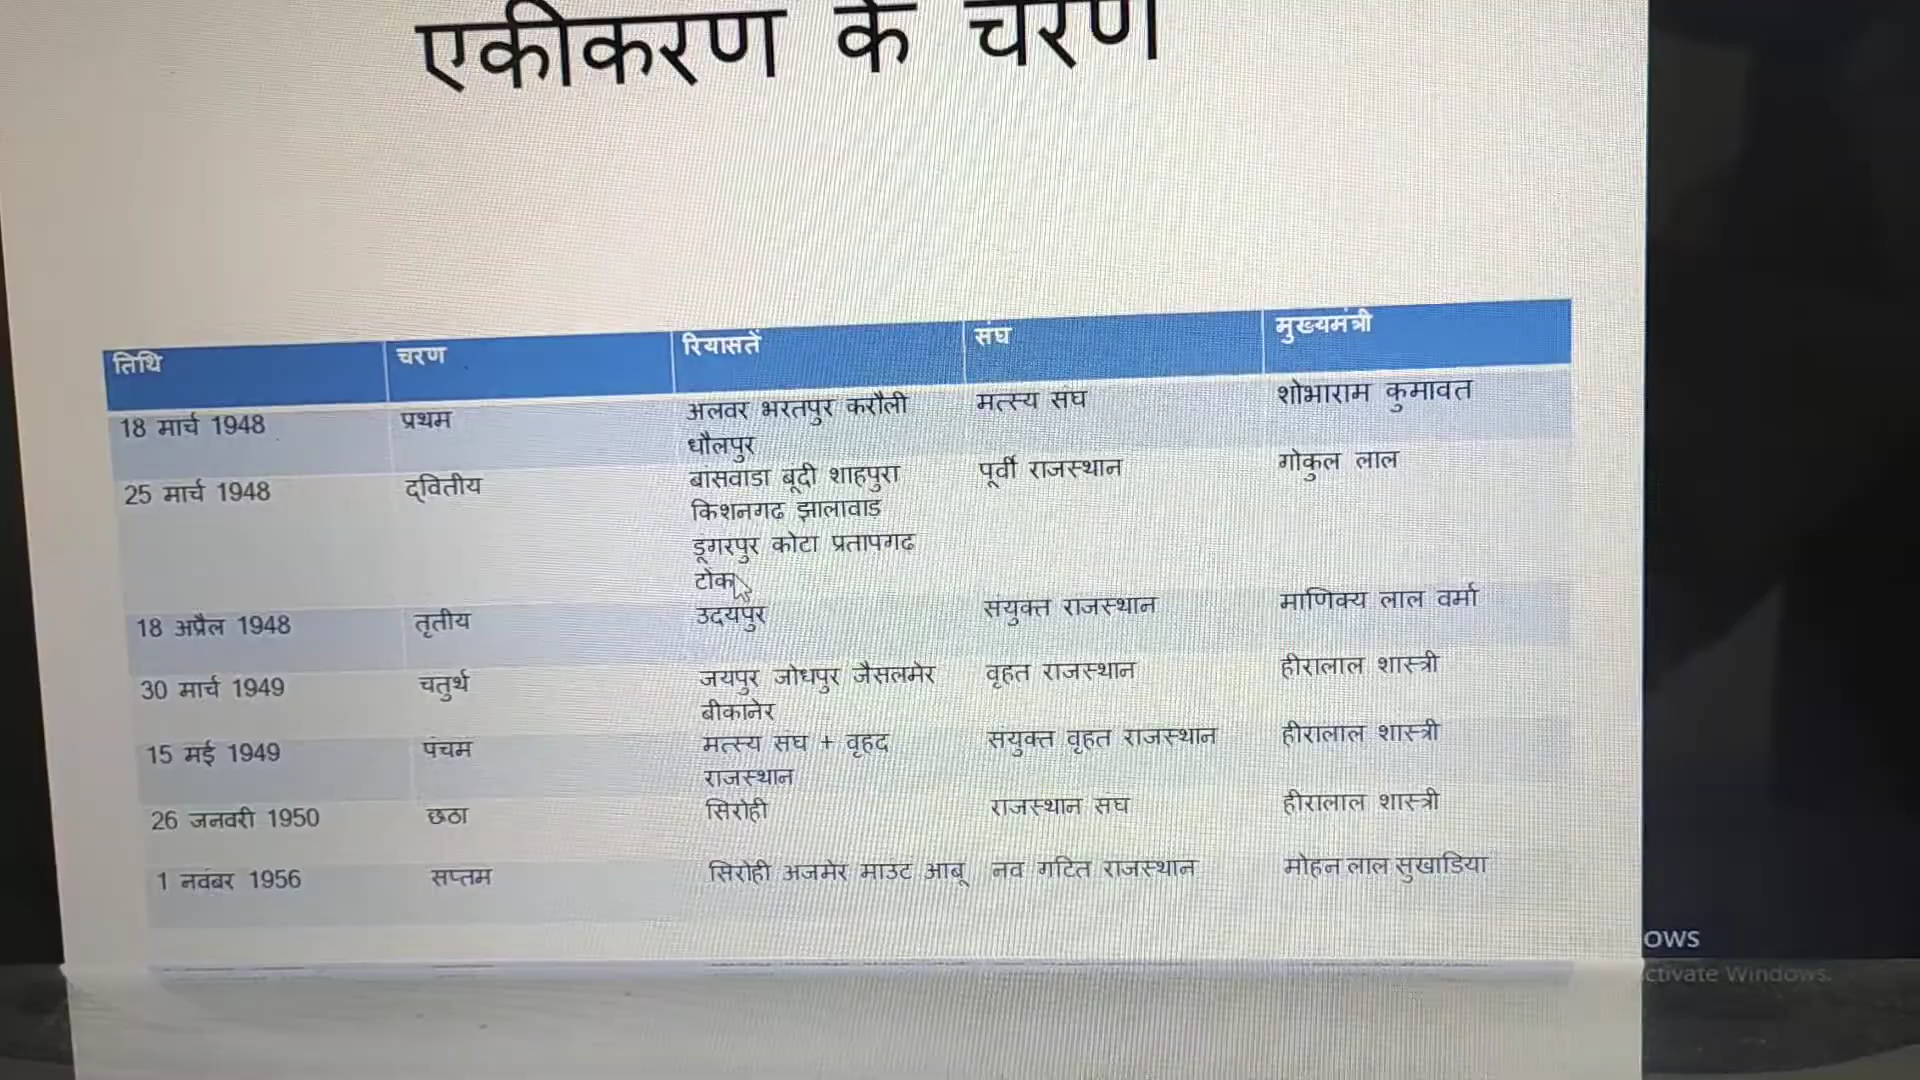 एकीकरण के चरण
तिथि चरण रियासतें संघ मुख्यमंत्री
18 मार्च 1948 प्रथम अलवर भरतपुर करौली मत्स्य संघ शोभाराम कुमावत
धौलपुर
25 मार्च 1948 द्वितीय बांसवाडा बूदी शाहपुरा पूर्वी राजस्थान गोकुल लाल
किशनगढ झालावाड
डूंगरपुर कोटा प्रतापगढ
टोंक
18 अप्रैल 1948 तृतीय उदयपुर संयुक्त राजस्थान माणिक्य लाल वर्मा
30 मार्च 1949 चतुर्थ जयपुर जोधपुर जैसलमेर वृहत राजस्थान हीरालाल शास्त्री
बीकानेर
15 मई 1949 पंचम मत्स्य संघ + वृहद संयुक्त वृहत राजस्थान हीरालाल शास्त्री
राजस्थान
26 जनवरी 1950 छठा सिरोही राजस्थान संघ हीरालाल शास्त्री
1 नवंबर 1956 सप्तम सिरोही अजमेर माउंट आबू नव गटित राजस्थान मोहन लाल सुखाडिया
ows
ctivate Windows.